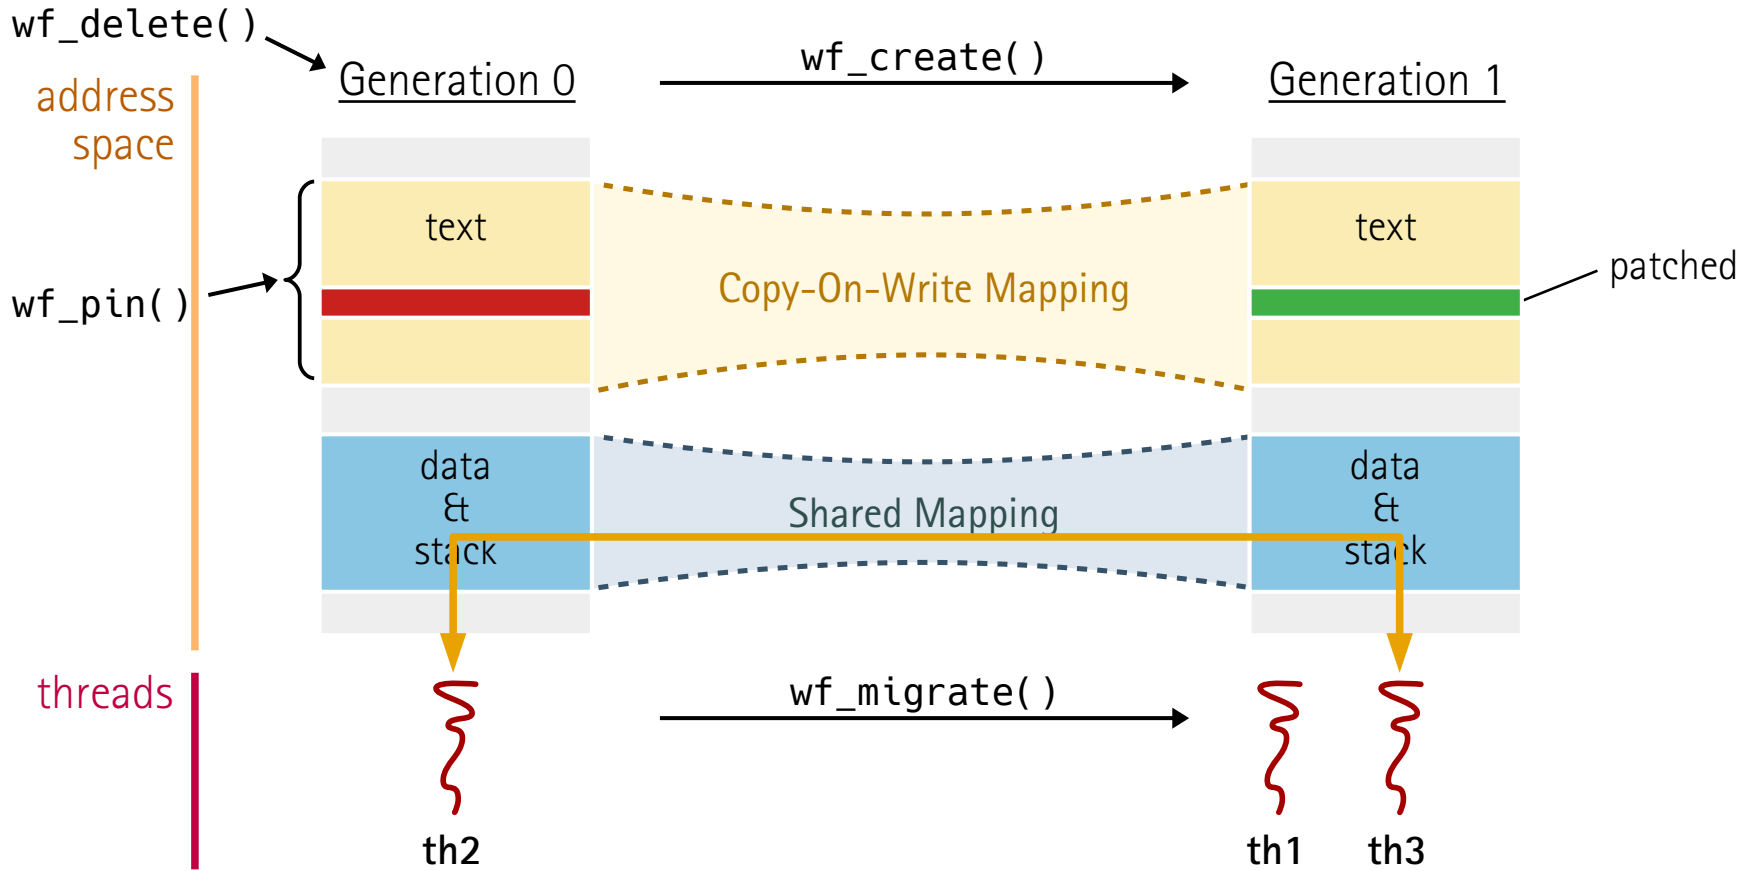 wf_delete()
Generation 0
wf_create()
Generation 1
address
space
text
text
Copy-On-Write Mapping
patched
wf_pin()
data
&
stack
Shared Mapping
data
&
stack
threads
wf_migrate()
th2
th1
th3